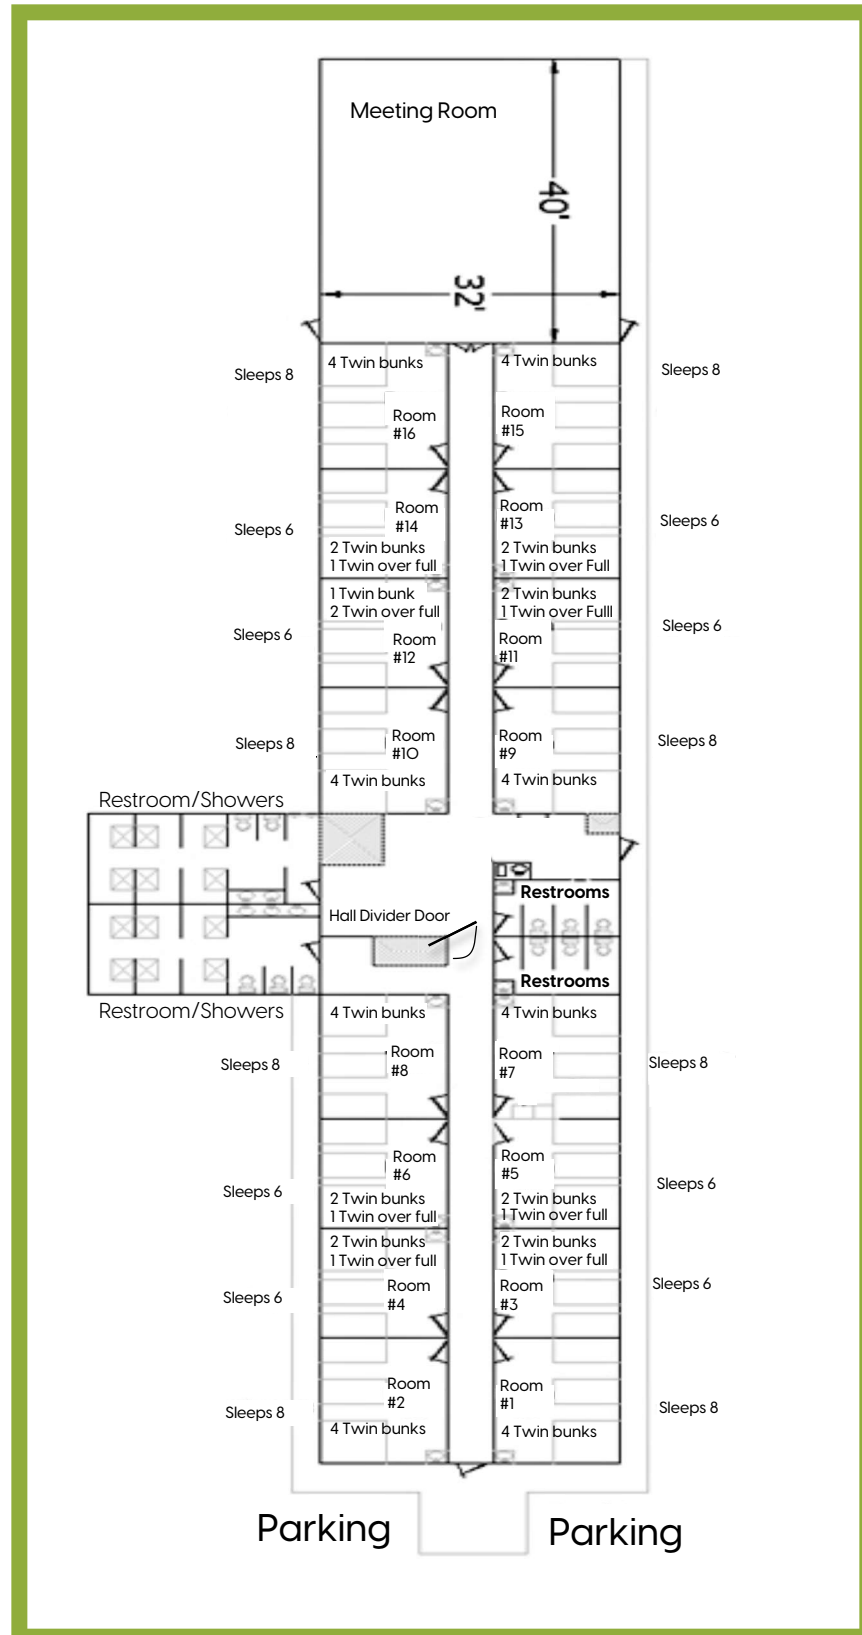 Meeting Room
40'
32'
4 Twin bunks
4 Twin bunks
Sleeps 8
Sleeps 8
Room
#16
Room
#15
Room
#14
Room
#13
Sleeps 6
Sleeps 6
2 Twin bunks
1 Twin over full
2 Twin bunks
1 Twin over Full
1 Twin bunk
2 Twin over full
2 Twin bunks
1 Twin over Fulll
Sleeps 6
Sleeps 6
Room
#12
Room
#11
Room
#10
Room
#9
Sleeps 8
Sleeps 8
4 Twin bunks
4 Twin bunks
Restroom/Showers
Restrooms
Hall Divider Door
Restrooms
Restroom/Showers
4 Twin bunks
4 Twin bunks
Room
#8
Room
#7
Sleeps 8
Sleeps 8
Room
#6
Room
#5
Sleeps 6
Sleeps 6
2 Twin bunks
1 Twin over full
2 Twin bunks
1 Twin over full
2 Twin bunks
1 Twin over full
2 Twin bunks
1 Twin over full
Sleeps 6
Sleeps 6
Room
#4
Room
#3
Room
#2
Room
#1
Sleeps 8
Sleeps 8
4 Twin bunks
4 Twin bunks
Parking
Parking